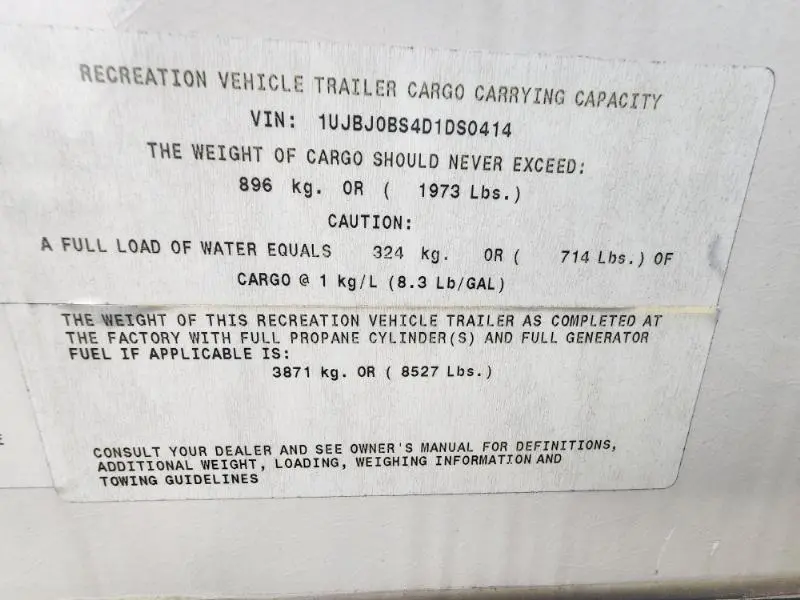 RECREATION VEHICLE TRAILER CARGO CARRYING CAPACITY
VIN: 1UJBJ0BS4D1DS0414
THE WEIGHT OF CARGO SHOULD NEVER EXCEED:
896 kg. OR ( 1973 Lbs.)
CAUTION:
A FULL LOAD OF WATER EQUALS 324 kg. OR ( 714 Lbs.) OF
CARGO @ 1 kg/L (8.3 Lb/GAL)
THE WEIGHT OF THIS RECREATION VEHICLE TRAILER AS COMPLETED AT
THE FACTORY WITH FULL PROPANE CYLINDER(S) AND FULL GENERATOR
FUEL IF APPLICABLE IS:
3871 kg. OR ( 8527 Lbs.)
CONSULT YOUR DEALER AND SEE OWNER'S MANUAL FOR DEFINITIONS,
ADDITIONAL WEIGHT, LOADING, WEIGHING INFORMATION AND
TOWING GUIDELINES